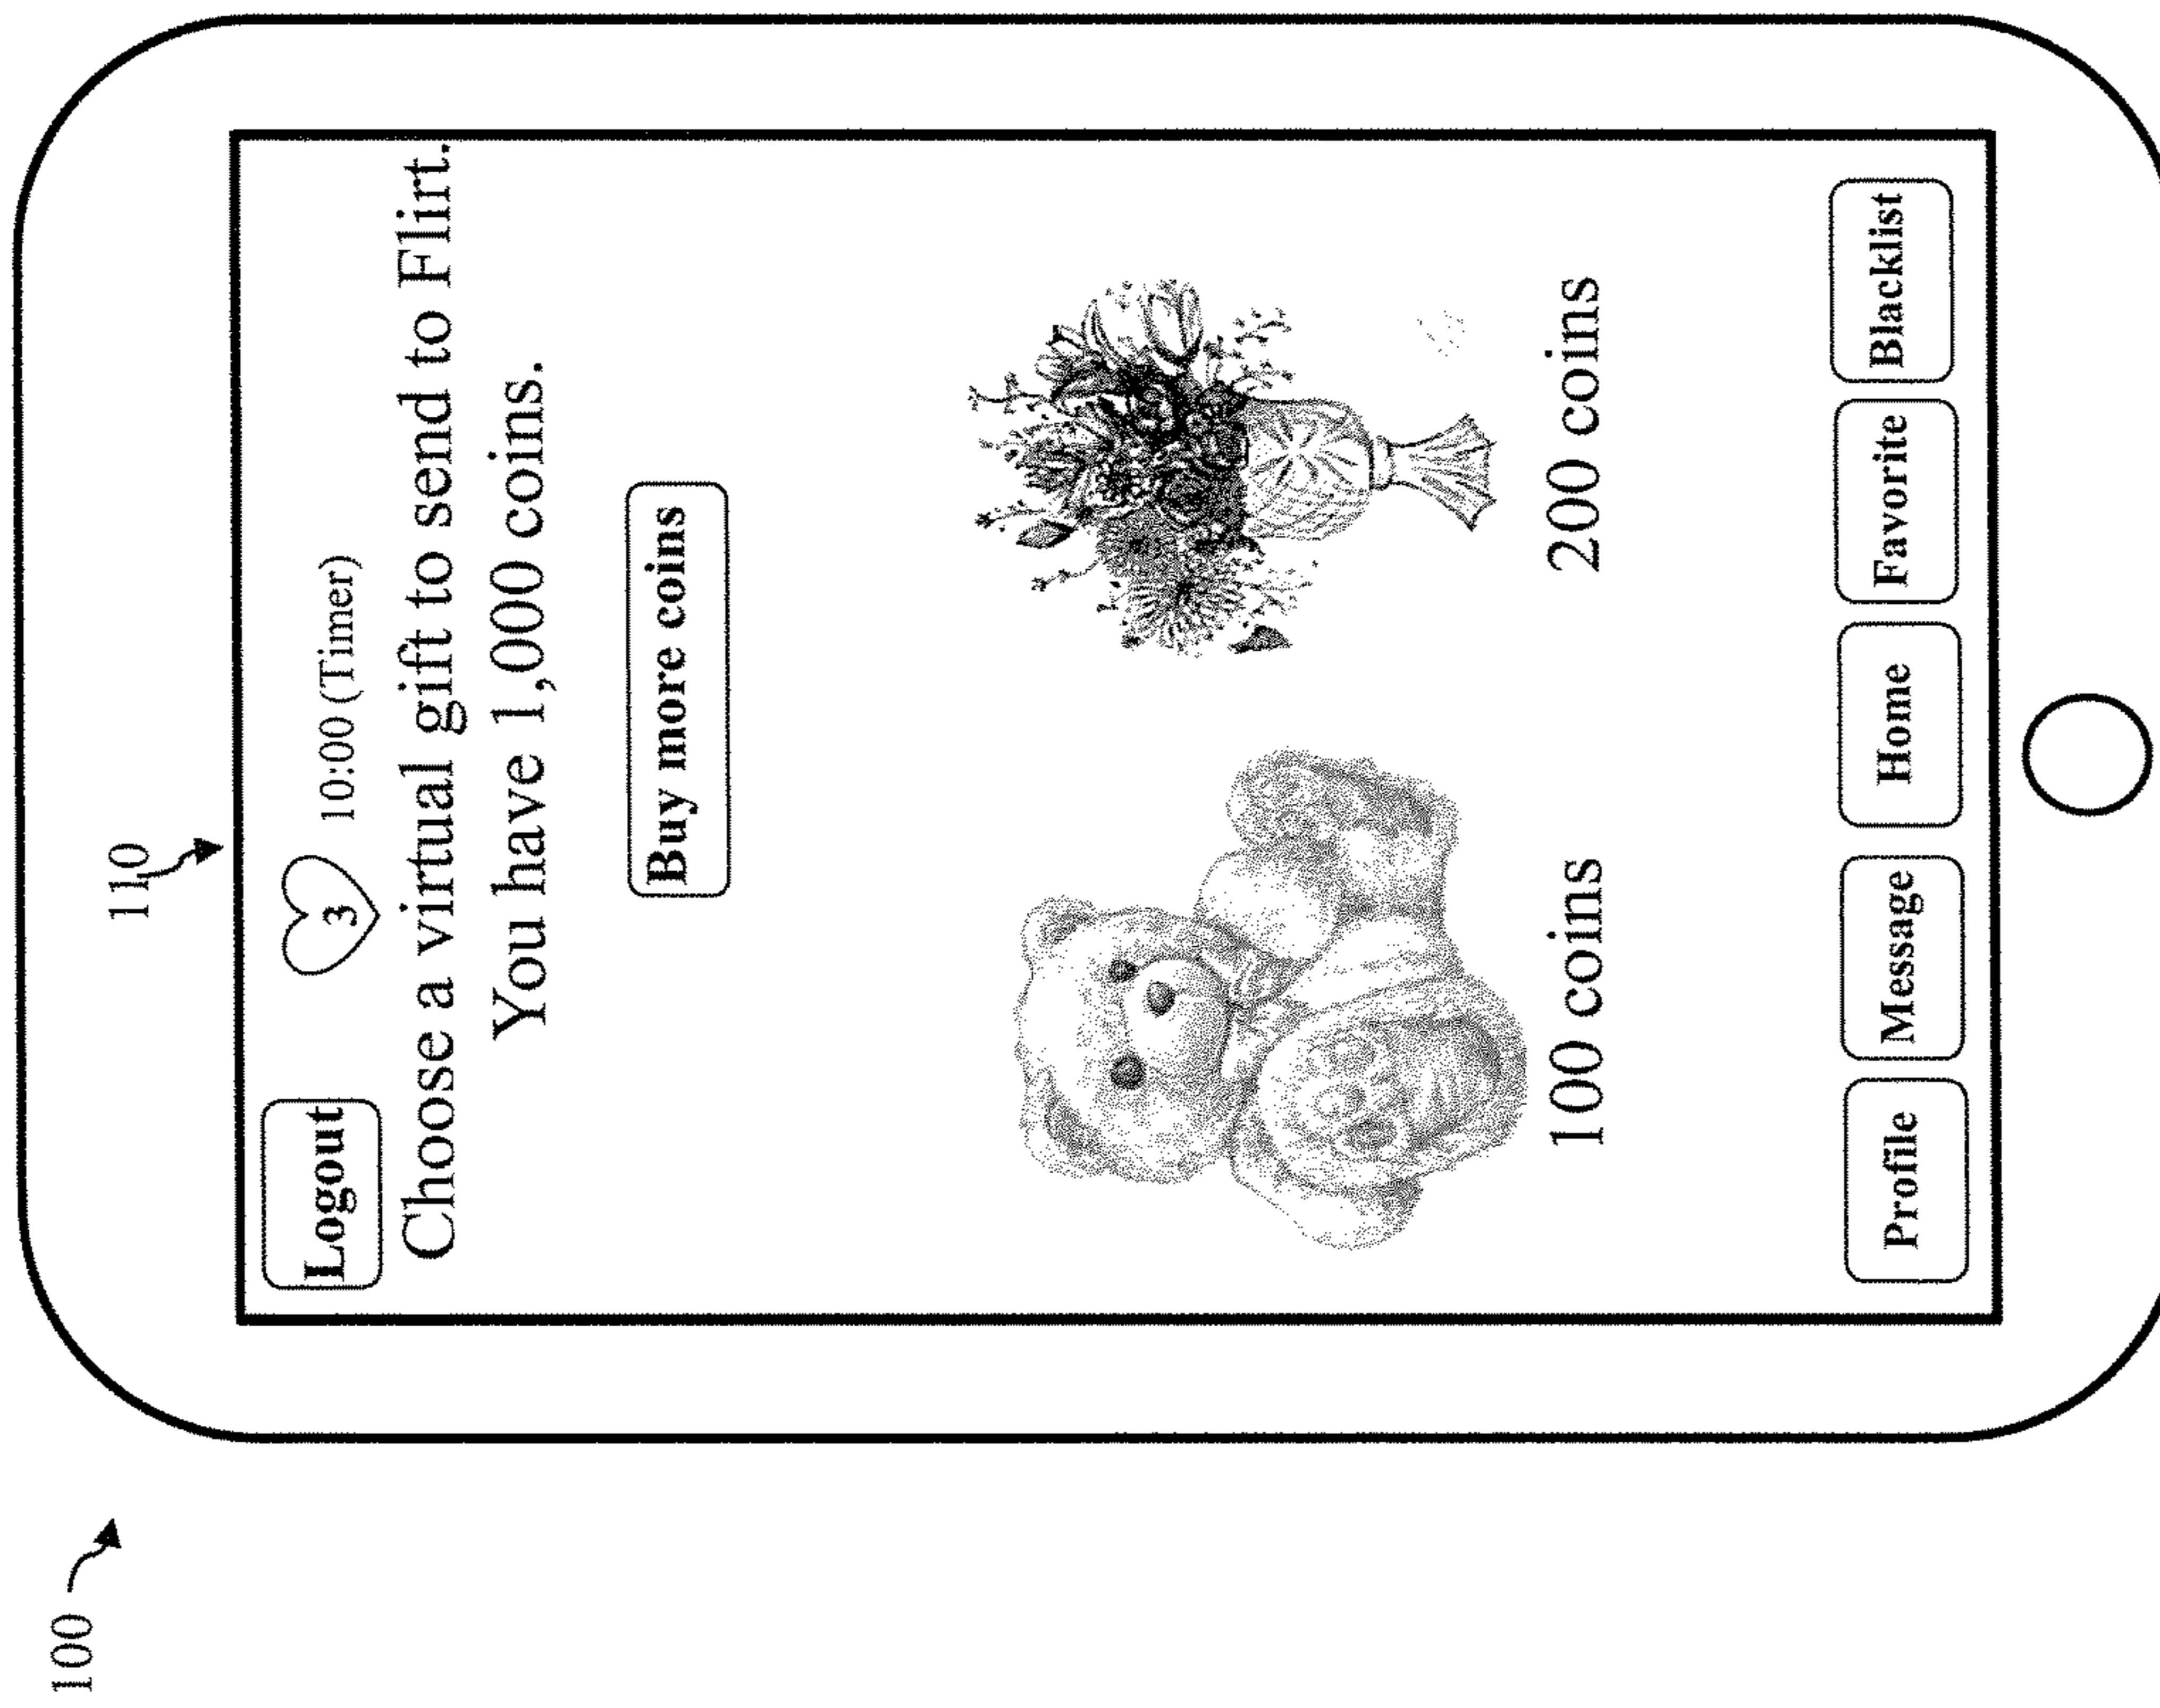 100
110
Logout
3
10:00 (Timer)
Choose a virtual gift to send to Flirt.
You have 1,000 coins.
Buy more coins
100 coins
200 coins
Profile
Message
Home
Favorite
Blacklist